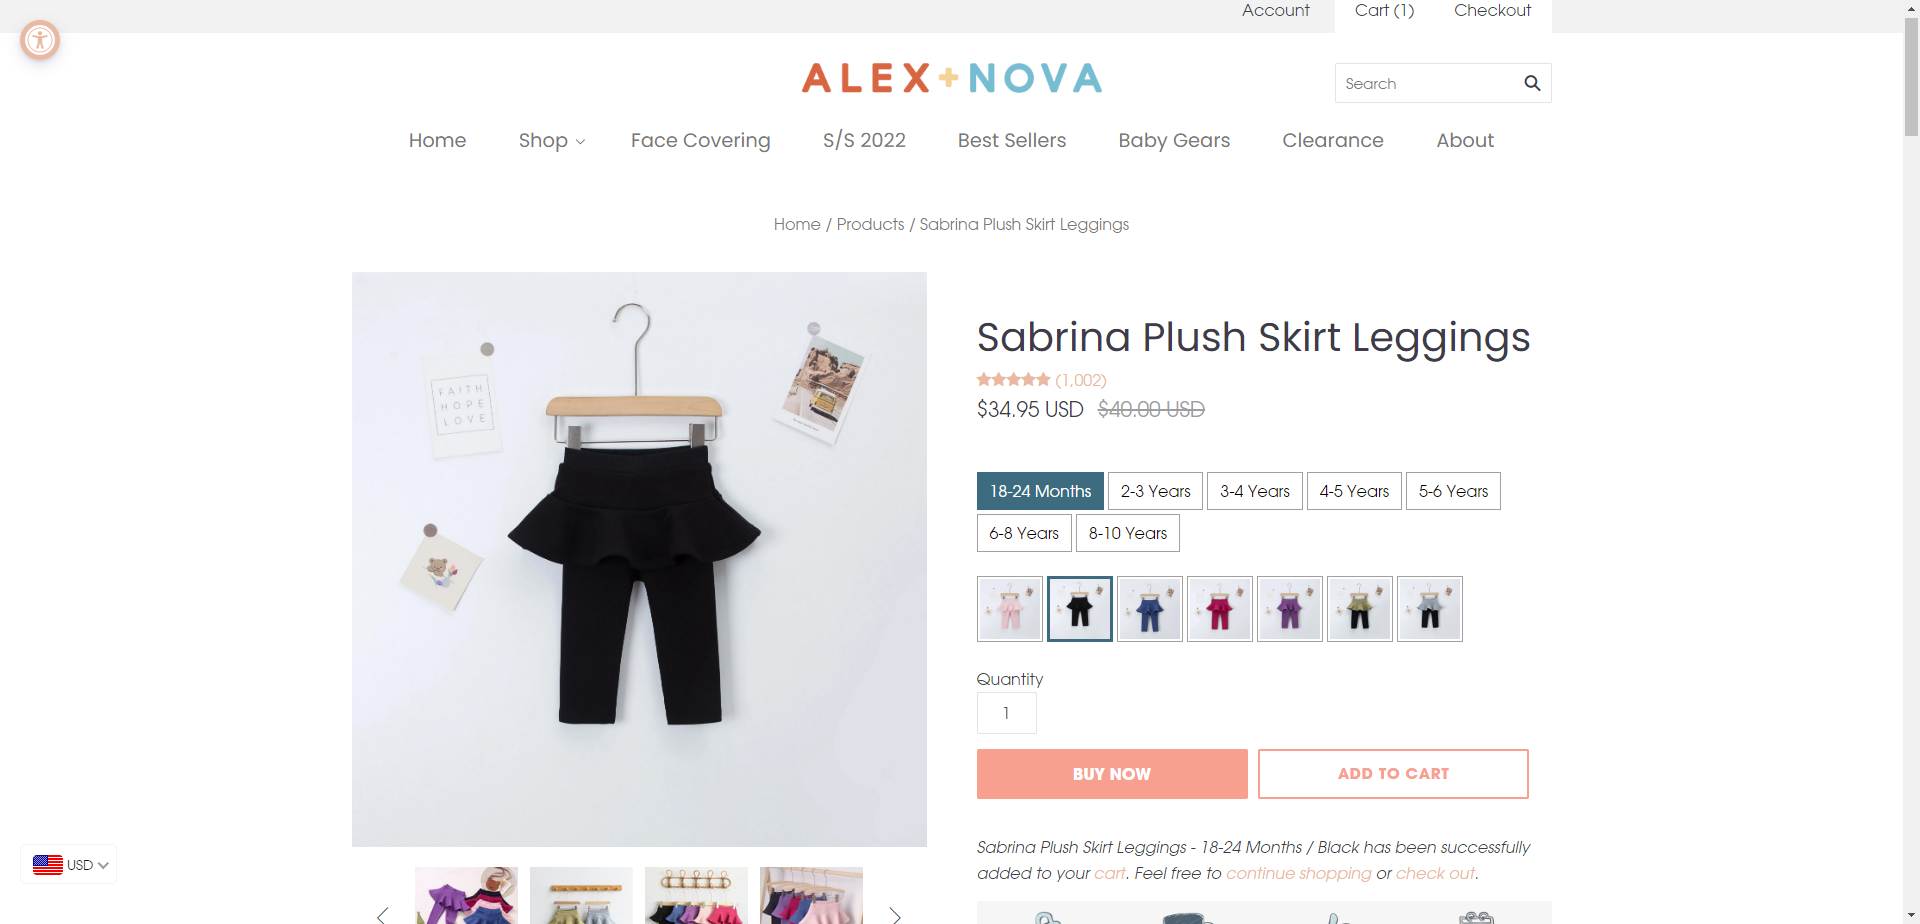 Account
Cart (1)
Checkout
ALEX+NOVA
Search
Home
Shop
Face Covering
S/S 2022
Best Sellers
Baby Gears
Clearance
About
Home / Products / Sabrina Plush Skirt Leggings
FAITH
HOPE
LOVE
Sabrina Plush Skirt Leggings
(1,002)
$34.95 USD $40.00 USD
18-24 Months
2-3 Years
3-4 Years
4-5 Years
5-6 Years
6-8 Years
8-10 Years
Quantity
1
BUY NOW
ADD TO CART
Sabrina Plush Skirt Leggings - 18-24 Months / Black has been successfully
added to your cart. Feel free to continue shopping or check out.
USD